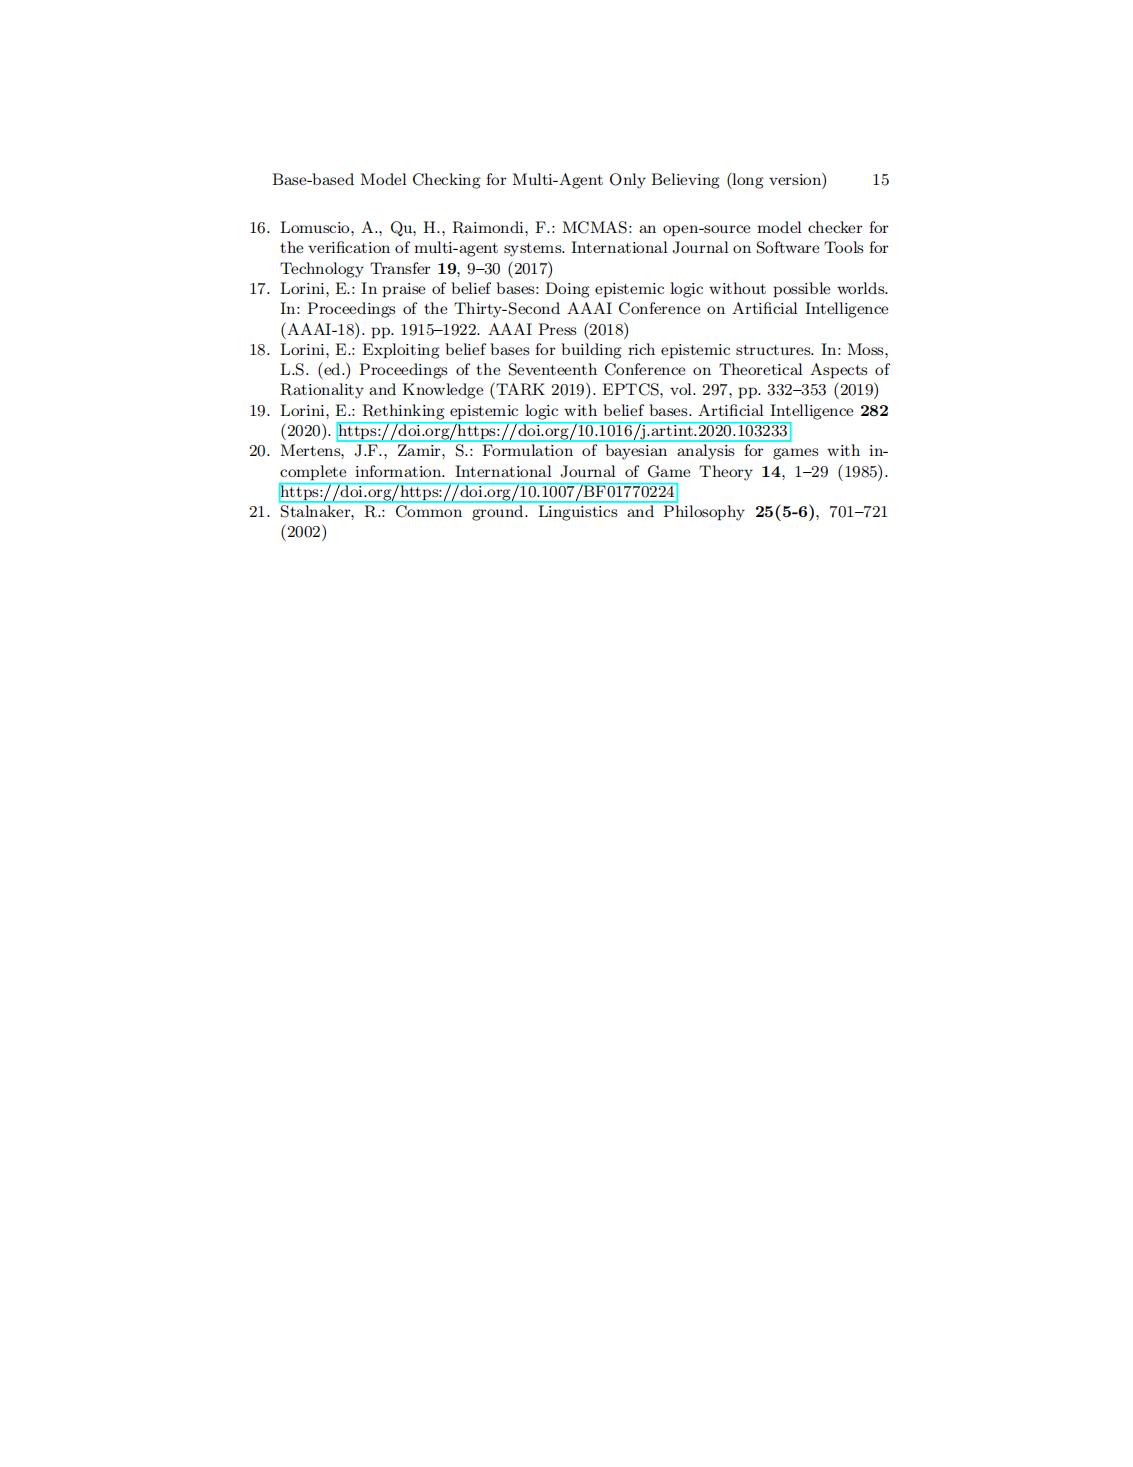 Base-based Model Checking for Multi-Agent Only Believing (long version) 15
16. Lomuscio, A., Qu, H., Raimondi, F.: MCMAS: an open-source model checker for
the verification of multi-agent systems. International Journal on Software Tools for
Technology Transfer 19, 9–30 (2017)
17. Lorini, E.: In praise of belief bases: Doing epistemic logic without possible worlds.
In: Proceedings of the Thirty-Second AAAI Conference on Artificial Intelligence
(AAAI-18). pp. 1915–1922. AAAI Press (2018)
18. Lorini, E.: Exploiting belief bases for building rich epistemic structures. In: Moss,
L.S. (ed.) Proceedings of the Seventeenth Conference on Theoretical Aspects of
Rationality and Knowledge (TARK 2019). EPTCS, vol. 297, pp. 332–353 (2019)
19. Lorini, E.: Rethinking epistemic logic with belief bases. Artificial Intelligence 282
(2020). https://doi.org/https://doi.org/10.1016/j.artint.2020.103233
20. Mertens, J.F., Zamir, S.: Formulation of bayesian analysis for games with in-
complete information. International Journal of Game Theory 14, 1–29 (1985).
https://doi.org/https://doi.org/10.1007/BF01770224
21. Stalnaker, R.: Common ground. Linguistics and Philosophy 25(5-6), 701–721
(2002)